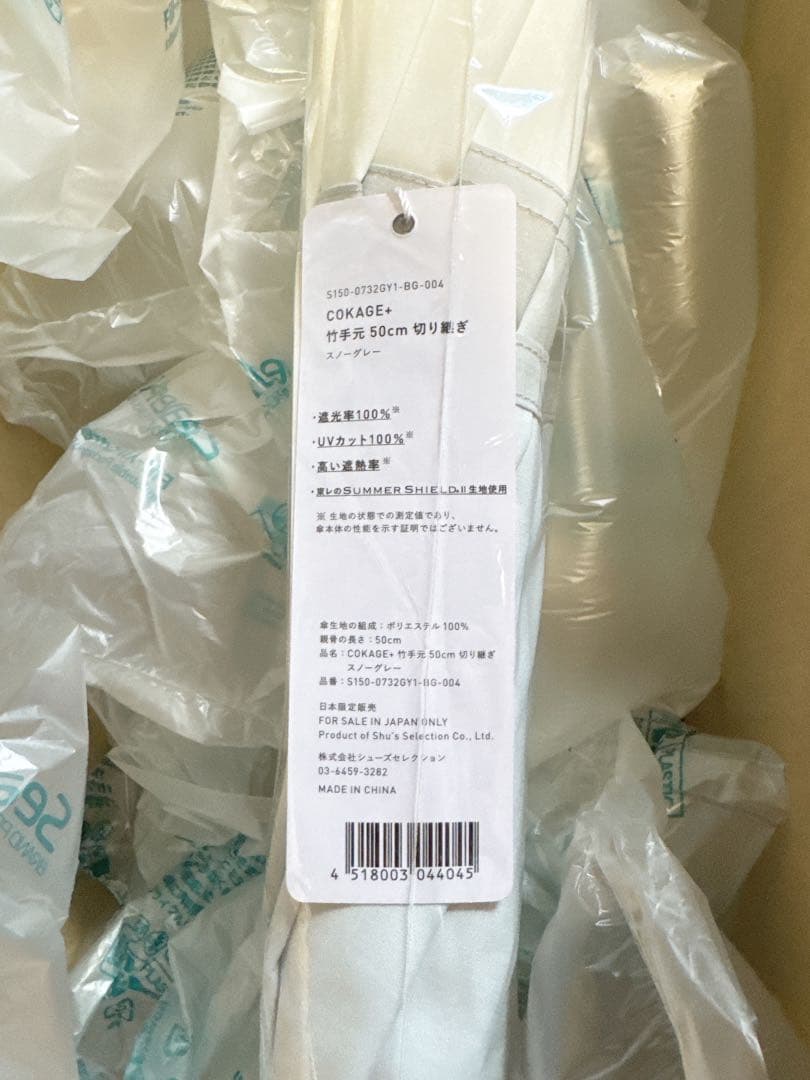 S150-0732GY1-BG-004
COKAGE+
竹手元 50cm 切り継ぎ
スノーグレー
・遮光率100%※
・UVカット100%※
・高い遮熱率※
・東レのSUMMER SHIELD®II生地使用
※ 生地の状態での測定値であり、
傘本体の性能を示す証明ではございません。
傘生地の組成：ポリエステル 100%
親骨の長さ：50cm
品名：COKAGE+ 竹手元 50cm 切り継ぎ
スノーグレー
品番：S150-0732GY1-BG-004
日本限定販売
FOR SALE IN JAPAN ONLY
Product of Shu's Selection Co., Ltd.
株式会社シューズセレクション
03-6459-3282
MADE IN CHINA
4 518003 044045